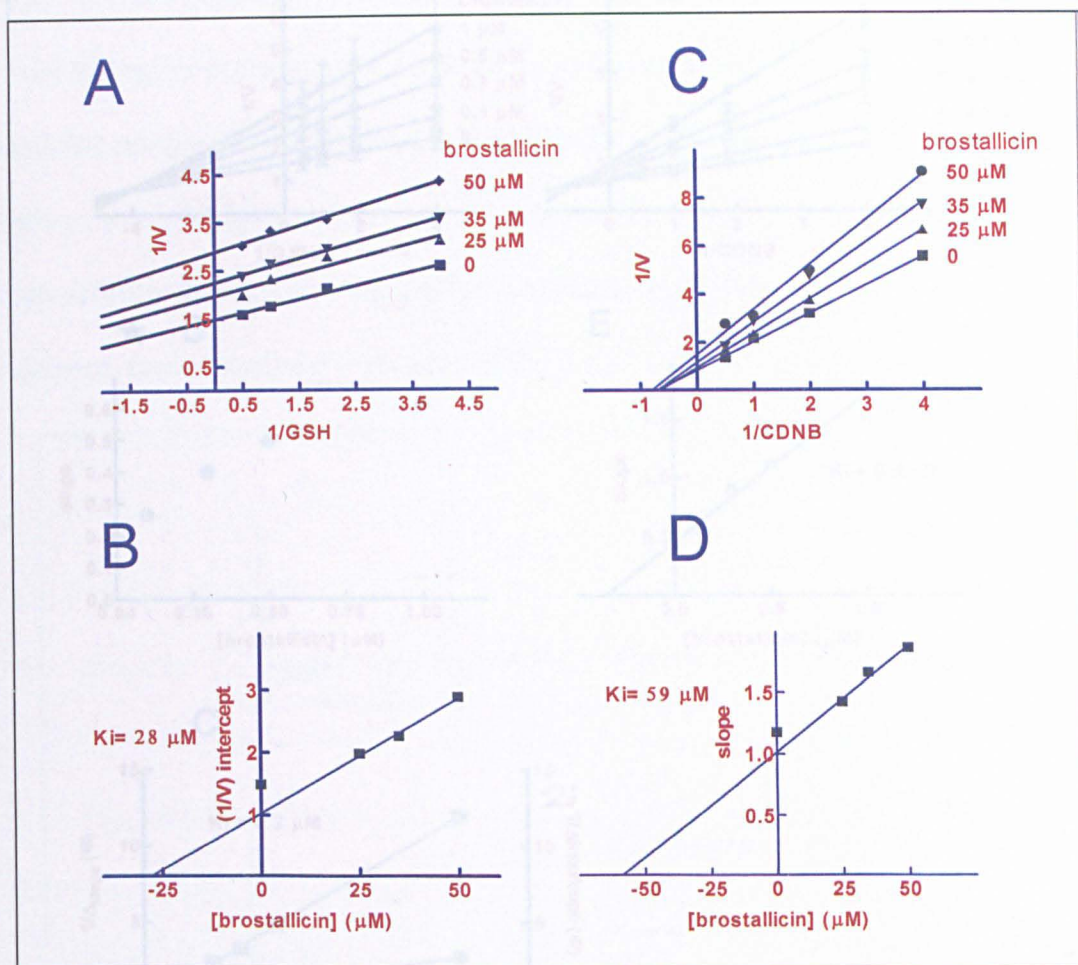 A
brostallicin
50 µM
35 µM
25 µM
0
1/V
4.5
3.5
2.5
1.5
0.5
-1.5 -0.5 0.5 1.5 2.5 3.5 4.5
1/GSH
C
brostallicin
50 µM
35 µM
25 µM
0
1/V
8
6
4
2
-1 0 1 2 3 4
1/CDNB
B
Ki= 28 µM
(1/V) intercept
3
2
1
-25 0 25 50
[brostallicin] (µM)
D
Ki= 59 µM
slope
1.5
1.0
0.5
-50 -25 0 25 50
[brostallicin] (µM)